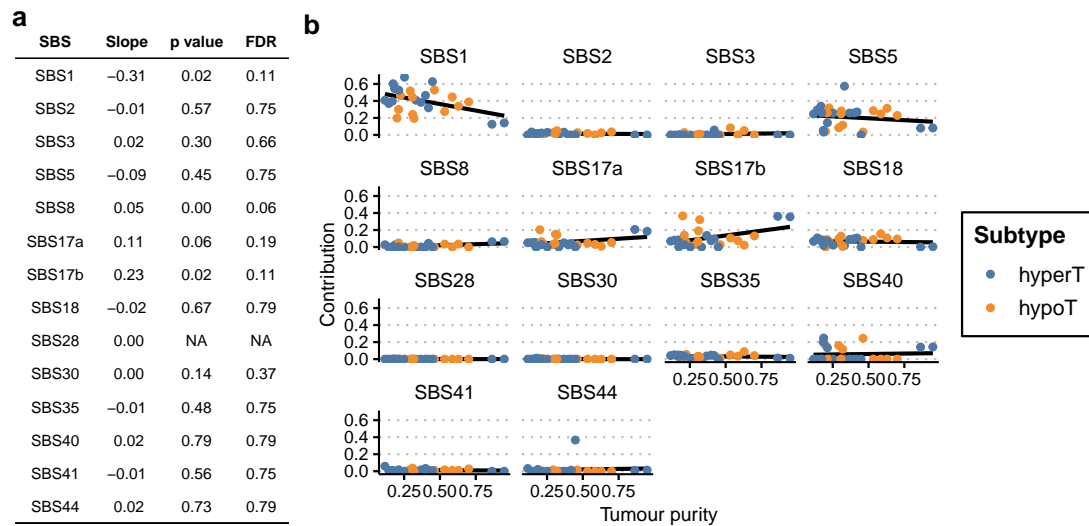 a
SBS Slope p value FDR
SBS1 −0.31 0.02 0.11
SBS2 −0.01 0.57 0.75
SBS3 0.02 0.30 0.66
SBS5 −0.09 0.45 0.75
SBS8 0.05 0.00 0.06
SBS17a 0.11 0.06 0.19
SBS17b 0.23 0.02 0.11
SBS18 −0.02 0.67 0.79
SBS28 0.00 NA NA
SBS30 0.00 0.14 0.37
SBS35 −0.01 0.48 0.75
SBS40 0.02 0.79 0.79
SBS41 −0.01 0.56 0.75
SBS44 0.02 0.73 0.79
b
SBS1 SBS2 SBS3 SBS5
0.6
0.4
0.2
0.0
SBS8 SBS17a SBS17b SBS18
0.6
0.4
0.2
0.0
SBS28 SBS30 SBS35 SBS40
0.6
0.4
0.2
0.0
0.25 0.50 0.75 0.25 0.50 0.75
SBS41 SBS44
0.6
0.4
0.2
0.0
0.25 0.50 0.75 0.25 0.50 0.75
Contribution
Tumour purity
Subtype
hyperT
hypoT